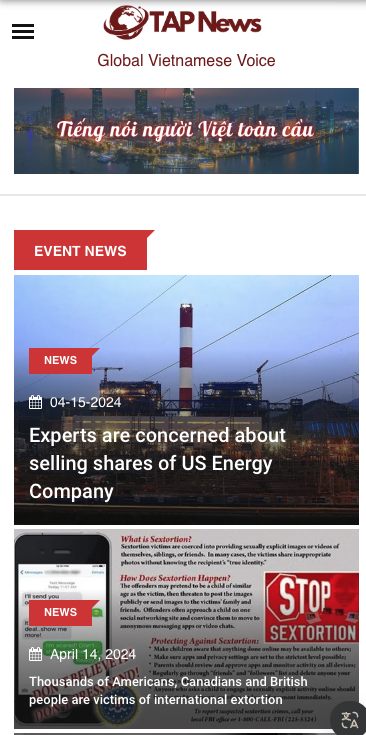 TAP News
Global Vietnamese Voice
Tiếng nói người Việt toàn cầu
EVENT NEWS
NEWS
04-15-2024
Experts are concerned about
selling shares of US Energy
Company
What is Sextortion?
Sextortion victims are coerced into providing sexually explicit images or videos of
themselves, siblings, or friends. In many cases, the victims share inappropriate
images without knowing the recipient's "true identity."
How Does Sextortion Happen?
The offenders may pretend to be a child of similar
age as the victim, then threaten to post the images
publicly or send images to the victims' family and
friends. Offenders often approach a child on
social networking site and convince them to move to
anonymous messaging apps or video chats.
Protecting Against Sextortion:
STOP
SEXTORTION
NEWS
April 14, 2024
Thousands of Americans, Canadians and British
people are victims of international extortion